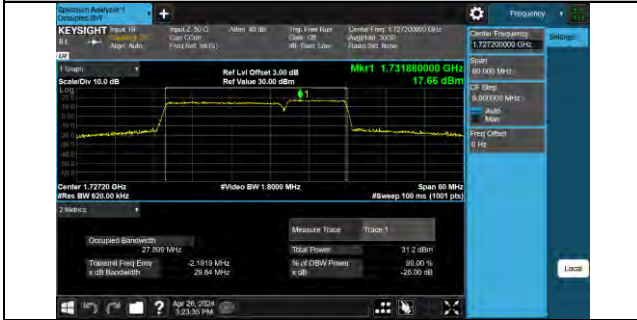 Spectrum Analyzer 1
Occupied BW
+
Frequency
KEYSIGHT Input: RF
Coupling: DC
Align: Auto
Input Z: 50 Ω
Corr CCorr
Freq Ref: Int (S)
Atten: 40 dB
Trig: Free Run
Gate: Off
#IF Gain: Low
Center Freq: 1.727200000 GHz
Avg|Hold: 30/30
Radio Std: None
Center Frequency
1.727200000 GHz
Settings
Span
60.000 MHz
CF Step
6.000000 MHz
Auto
Man
Freq Offset
0 Hz
1 Graph
Scale/Div 10.0 dB
Ref Lvl Offset 3.00 dB
Ref Value 30.00 dBm
Mkr1 1.731880000 GHz
17.66 dBm
Log
Center 1.72720 GHz
#Res BW 620.00 kHz
#Video BW 1.8000 MHz
Span 60 MHz
#Sweep 100 ms (1001 pts)
2 Metrics
Measure Trace Trace 1
Occupied Bandwidth
27.899 MHz
Total Power 31.2 dBm
Transmit Freq Error -2.1919 MHz
% of OBW Power 99.00 %
x dB Bandwidth 29.84 MHz
x dB -26.00 dB
Local
Apr 26, 2024
3:23:35 PM